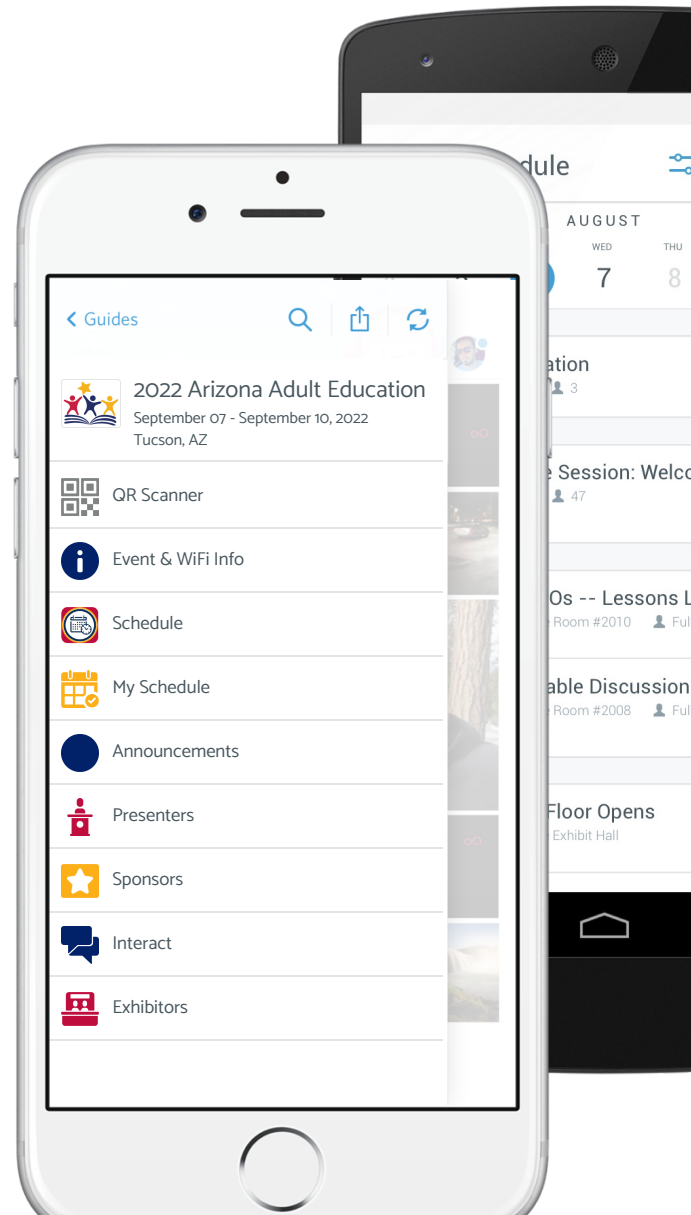 Guides
2022 Arizona Adult Education
September 07 - September 10, 2022
Tucson, AZ
QR Scanner
Event & WiFi Info
Schedule
My Schedule
Announcements
Presenters
Sponsors
Interact
Exhibitors
dule
AUGUST
WED
THU
7
8
ation
3
e Session: Welco
47
Os -- Lessons L
Room #2010 Ful
able Discussion
Room #2008 Ful
Floor Opens
Exhibit Hall